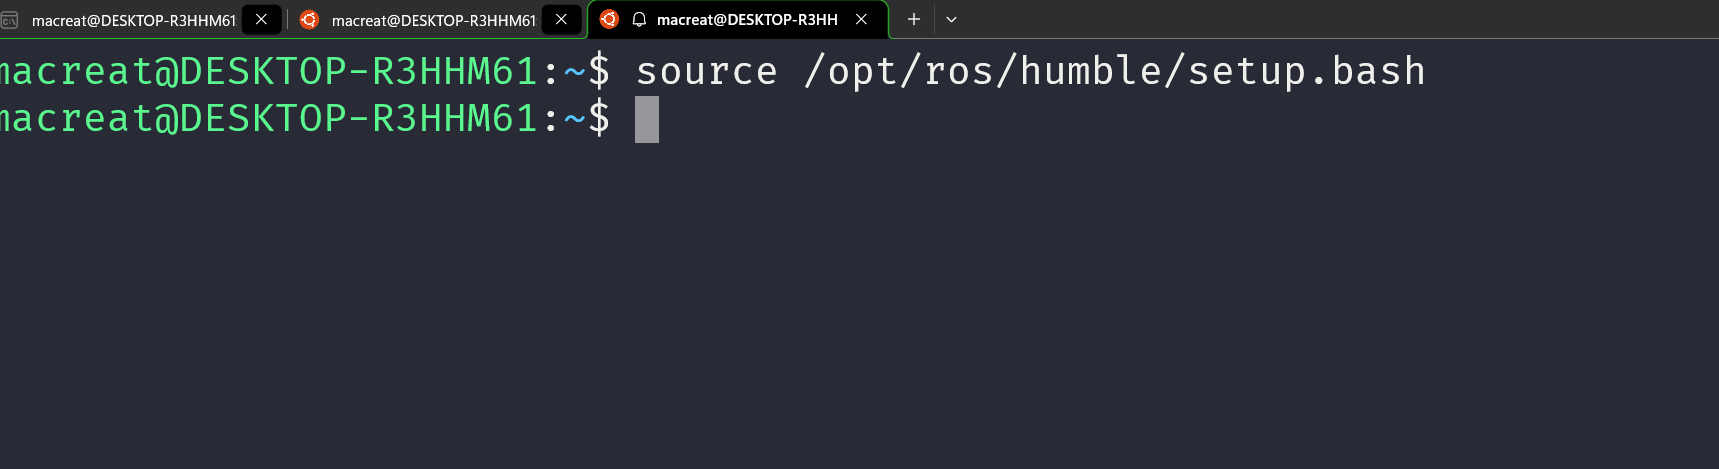 macreat@DESKTOP-R3HHM61 macreat@DESKTOP-R3HHM61 macreat@DESKTOP-R3HH
macreat@DESKTOP-R3HHM61:~$ source /opt/ros/humble/setup.bash
macreat@DESKTOP-R3HHM61:~$